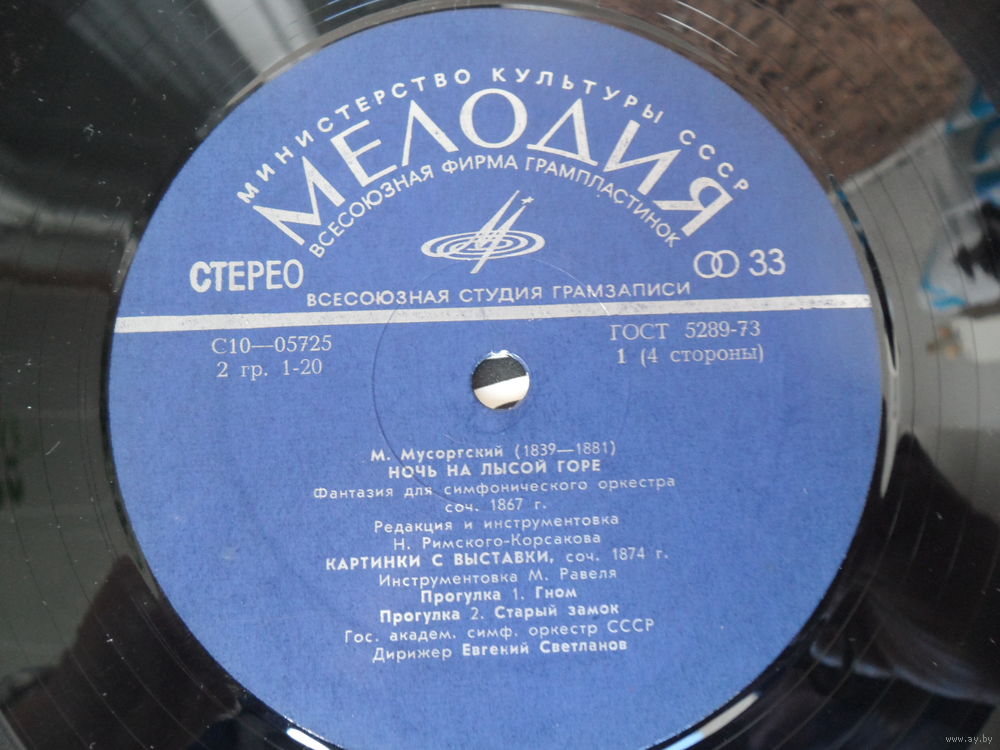 МИНИСТЕРСТВО КУЛЬТУРЫ СССР
МЕЛОДИЯ
ВСЕСОЮЗНАЯ ФИРМА ГРАМПЛАСТИНОК
СТЕРЕО
33
ВСЕСОЮЗНАЯ СТУДИЯ ГРАМЗАПИСИ
С10—05725
ГОСТ 5289-73
2 гр. 1-20
1 (4 стороны)
М. Мусоргский (1839—1881)
НОЧЬ НА ЛЫСОЙ ГОРЕ
Фантазия для симфонического оркестра
соч. 1867 г.
Редакция и инструментовка
Н. Римского-Корсакова
КАРТИНКИ С ВЫСТАВКИ, соч. 1874 г.
Инструментовка М. Равеля
Прогулка 1. Гном
Прогулка 2. Старый замок
Гос. академ. симф. оркестр СССР
Дирижер Евгений Светланов
www.ay.by